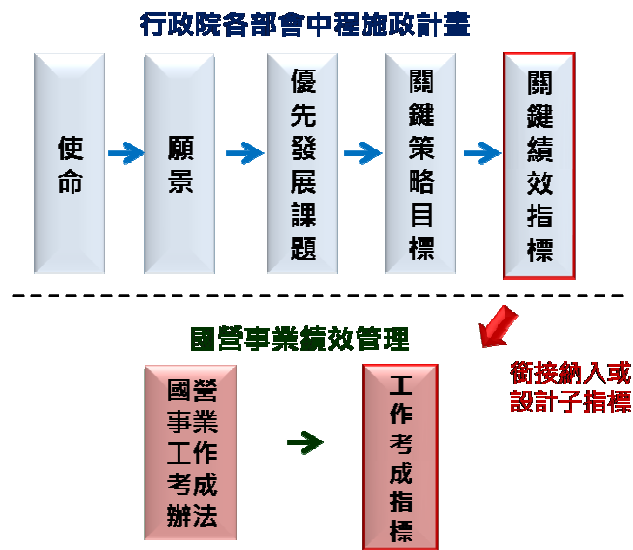 行政院各部會中程施政計畫
使命
願景
優先發展課題
關鍵策略目標
關鍵績效指標
國營事業績效管理
銜接納入或
設計子指標
國營
事業
工作
考成
辦法
工作考成指標